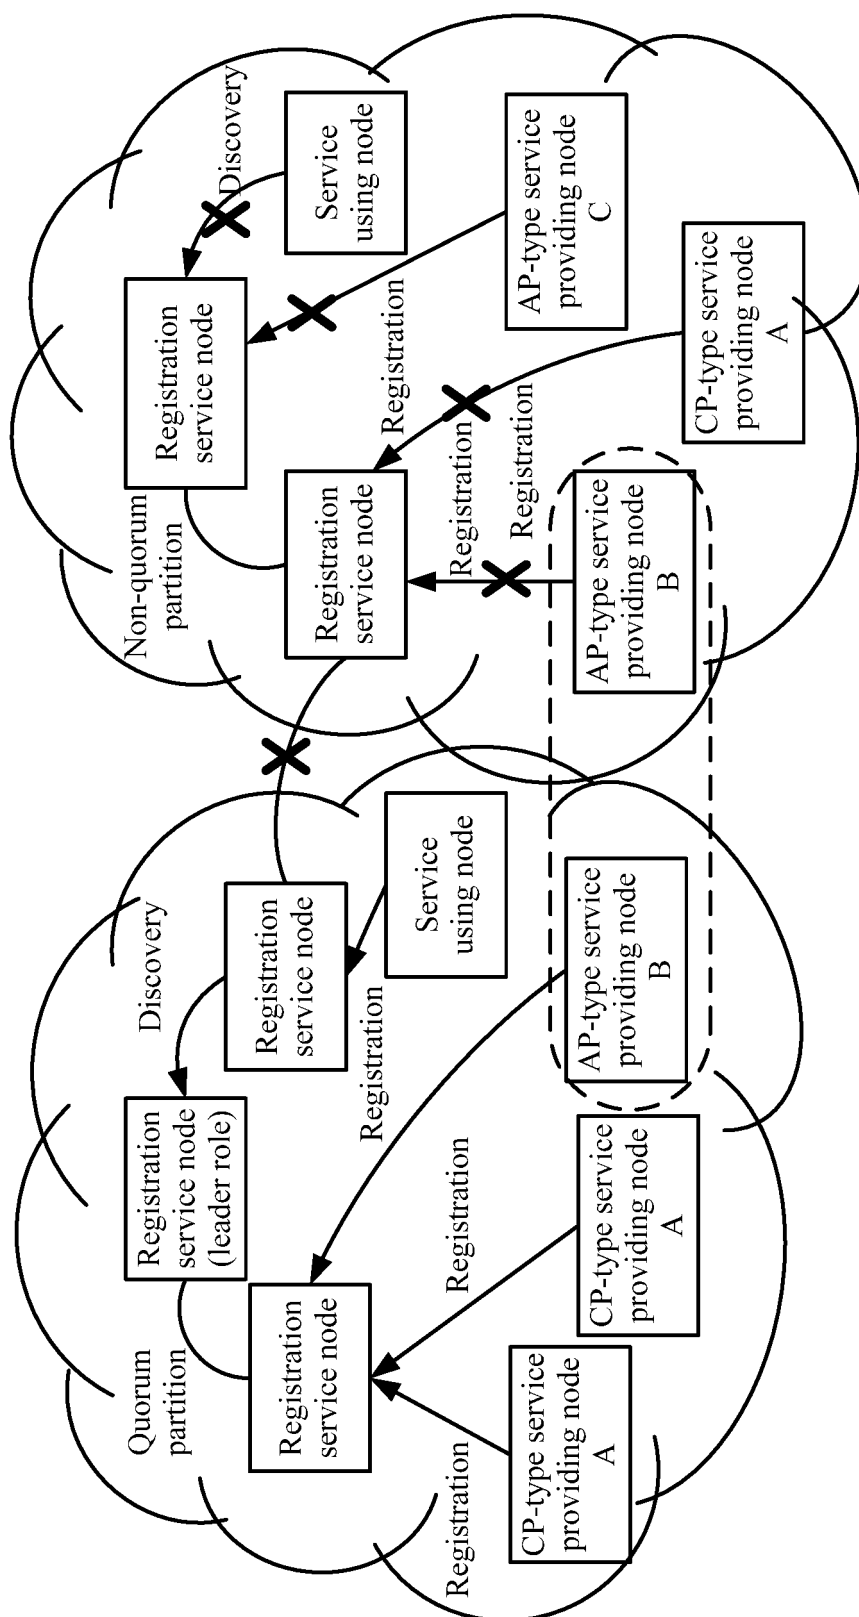 Quorum
partition
Registration
service node
(leader role)
Discovery
Registration
service node
Registration
service node
Registration
Service
using node
Registration
Registration
CP-type service
providing node
A
CP-type service
providing node
A
AP-type service
providing node
B
Non-quorum
partition
Registration
service node
Discovery
Service
using node
Registration
service node
Registration
Registration
Registration
AP-type service
providing node
C
AP-type service
providing node
B
CP-type service
providing node
A